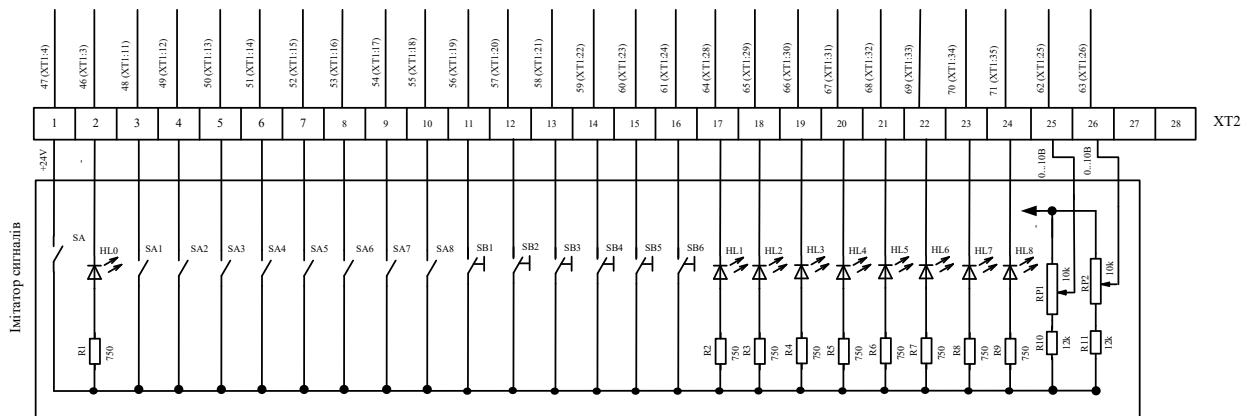 47 (XT1:4)
46 (XT1:3)
48 (XT1:11)
49 (XT1:12)
50 (XT1:13)
51 (XT1:14)
52 (XT1:15)
53 (XT1:16)
54 (XT1:17)
55 (XT1:18)
56 (XT1:19)
57 (XT1:20)
58 (XT1:21)
59 (XT1:22)
60 (XT1:23)
61 (XT1:24)
64 (XT1:28)
65 (XT1:29)
66 (XT1:30)
67 (XT1:31)
68 (XT1:32)
69 (XT1:33)
70 (XT1:34)
71 (XT1:35)
62 (XT1:25)
63 (XT1:26)
1 2 3 4 5 6 7 8 9 10 11 12 13 14 15 16 17 18 19 20 21 22 23 24 25 26 27 28 XT2
+24V
-
0...10В
0...10В
Імітатор сигналів
SA HL0 SA1 SA2 SA3 SA4 SA5 SA6 SA7 SA8 SB1 SB2 SB3 SB4 SB5 SB6 HL1 HL2 HL3 HL4 HL5 HL6 HL7 HL8
-
RP1 10k
RP2 10k
R1 750
R2 750
R3 750
R4 750
R5 750
R6 750
R7 750
R8 750
R9 750
R10 12k
R11 12k